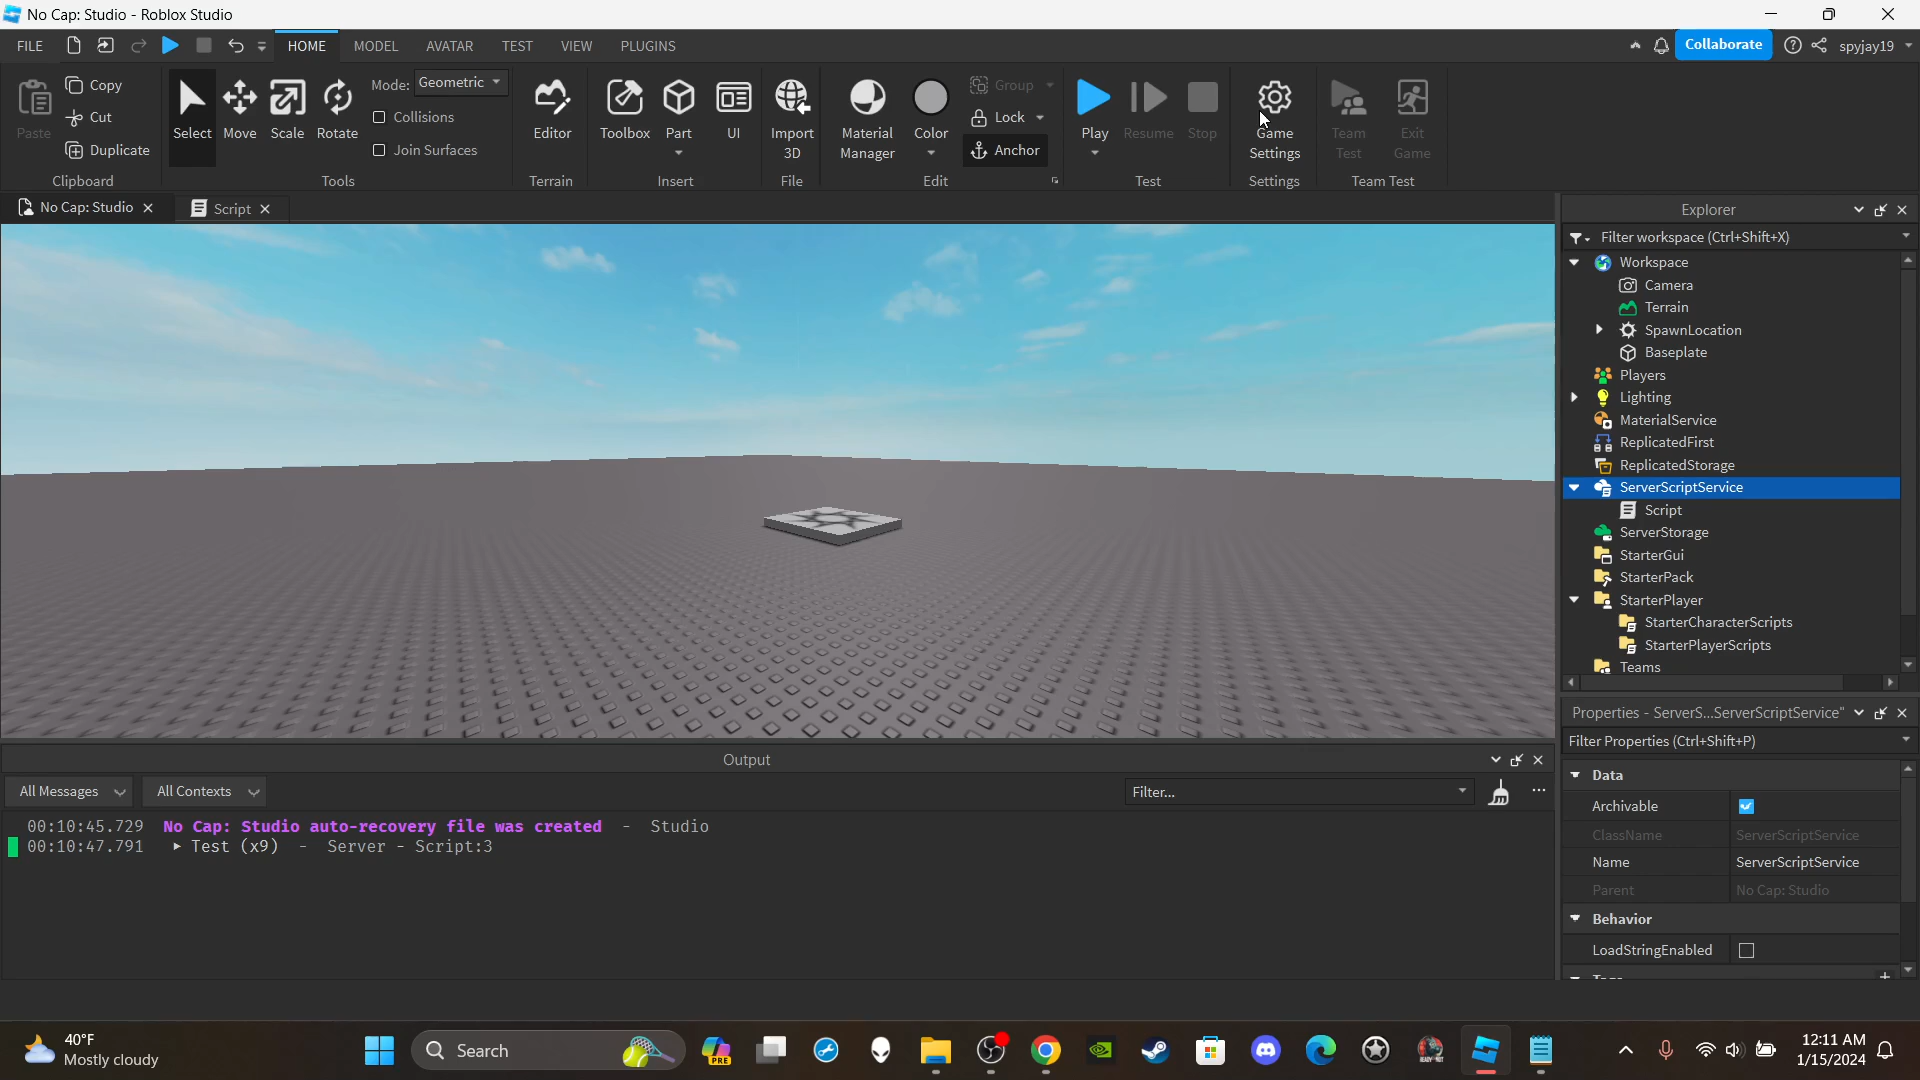 No Cap: Studio - Roblox Studio
FILE
HOME
MODEL
AVATAR
TEST
VIEW
PLUGINS
Collaborate
spyjay19
Paste
Copy
Cut
Duplicate
Clipboard
Select
Move
Scale
Rotate
Mode: Geometric
Collisions
Join Surfaces
Tools
Editor
Terrain
Toolbox
Part
UI
Insert
Import
3D
File
Material
Manager
Color
Group
Lock
Anchor
Edit
Play
Resume
Stop
Test
Game
Settings
Settings
Team
Test
Exit
Game
Team Test
No Cap: Studio
Script
Explorer
Filter workspace (Ctrl+Shift+X)
Workspace
Camera
Terrain
SpawnLocation
Baseplate
Players
Lighting
MaterialService
ReplicatedFirst
ReplicatedStorage
ServerScriptService
Script
ServerStorage
StarterGui
StarterPack
StarterPlayer
StarterCharacterScripts
StarterPlayerScripts
Teams
Properties - ServerS...ServerScriptService"
Filter Properties (Ctrl+Shift+P)
Data
Archivable
ClassName ServerScriptService
Name ServerScriptService
Parent No Cap: Studio
Behavior
LoadStringEnabled
Output
All Messages
All Contexts
Filter...
00:10:45.729 No Cap: Studio auto-recovery file was created - Studio
00:10:47.791 Test (x9) - Server - Script:3
40°F
Mostly cloudy
Search
PRE
12:11 AM
1/15/2024